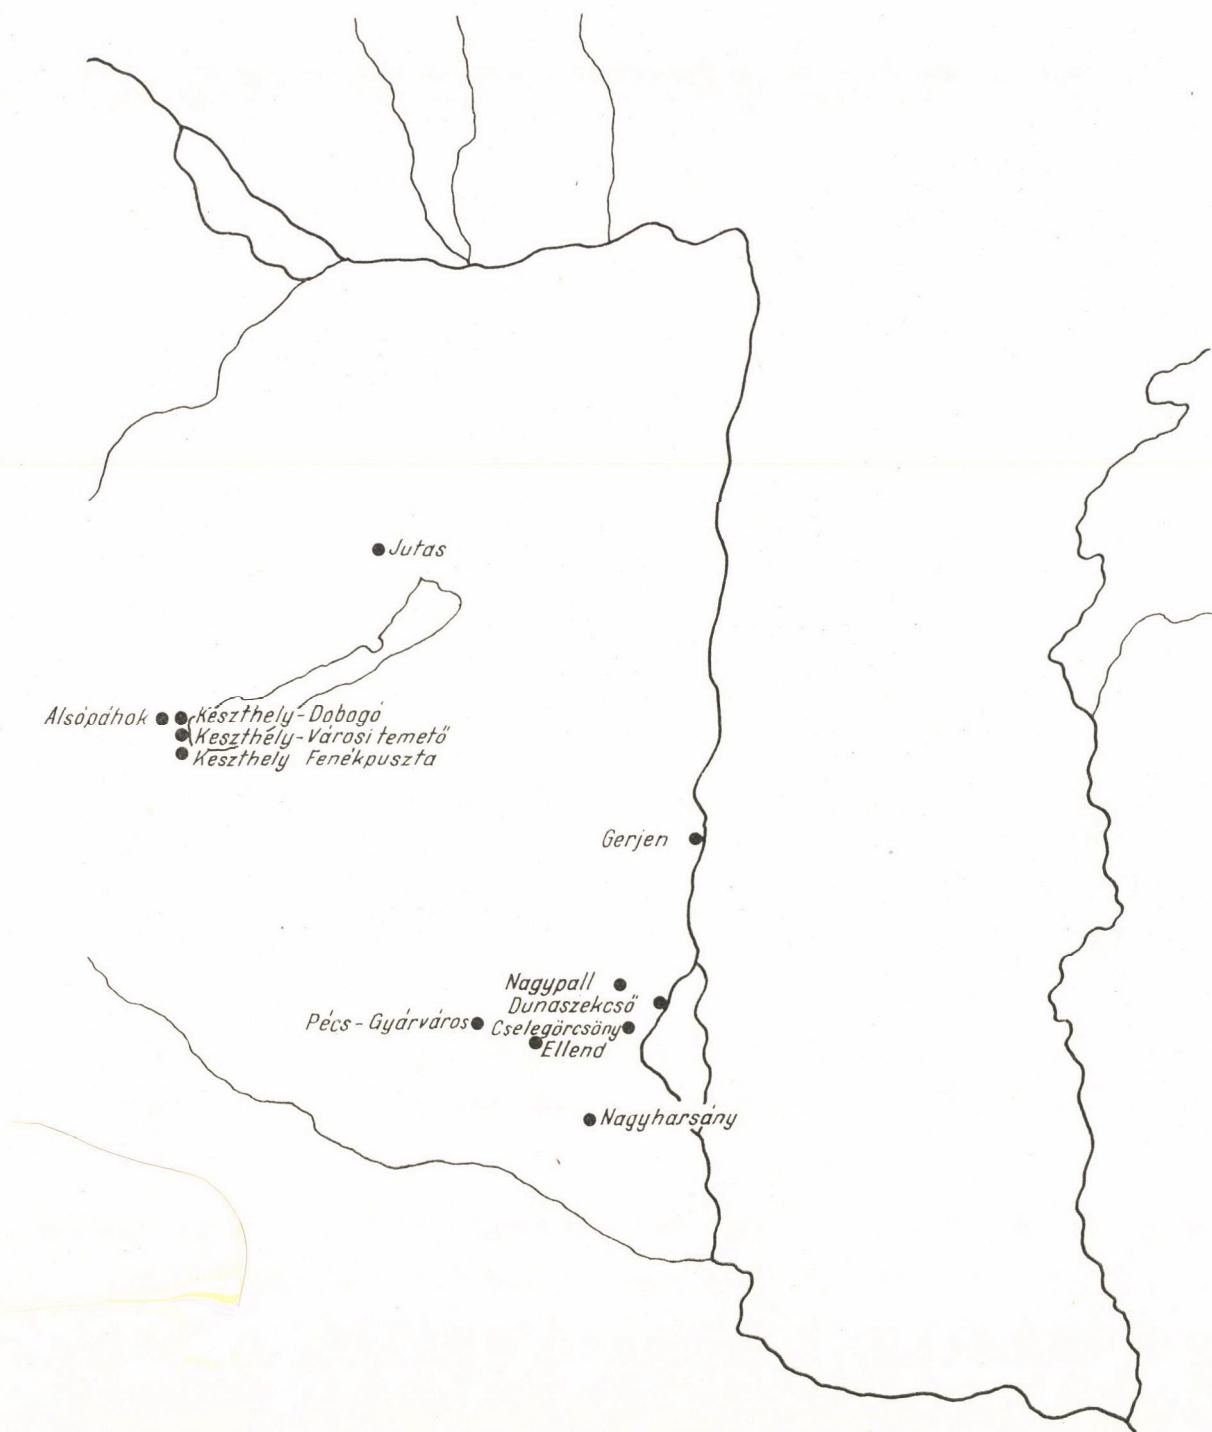 Jutas
Alsópáhok
Keszthely-Dobogó
Keszthely-Városi temető
Keszthely Fenékpuszta
Gerjen
Nagypall
Dunaszekcső
Pécs-Gyárváros
Cselegörcsöny
Ellend
Nagyharsány